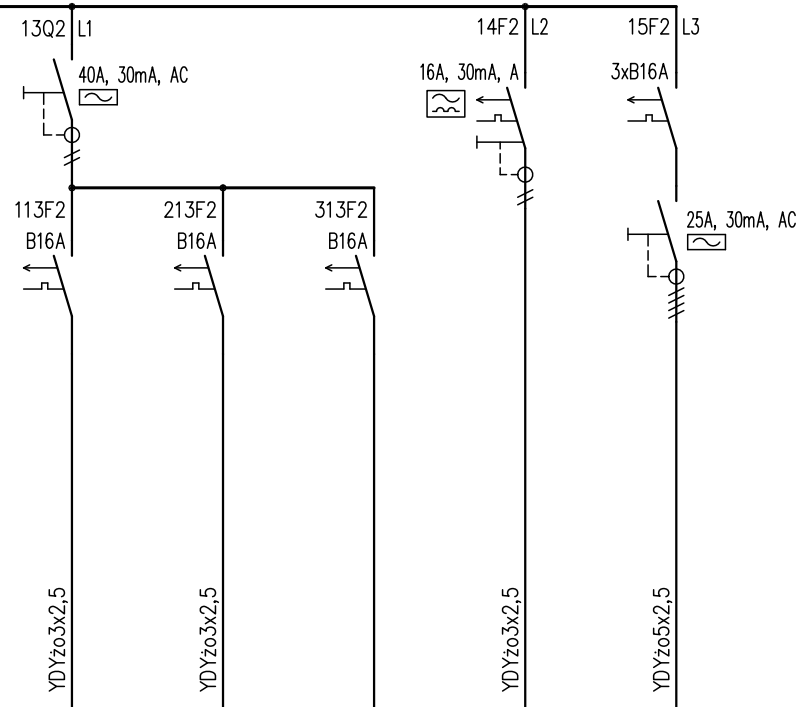 13Q2 L1
14F2 L2
15F2 L3
40A, 30mA, AC
16A, 30mA, A
3xB16A
113F2
213F2
313F2
25A, 30mA, AC
B16A
B16A
B16A
YDYżo3x2,5
YDYżo3x2,5
YDYżo3x2,5
YDYżo5x2,5